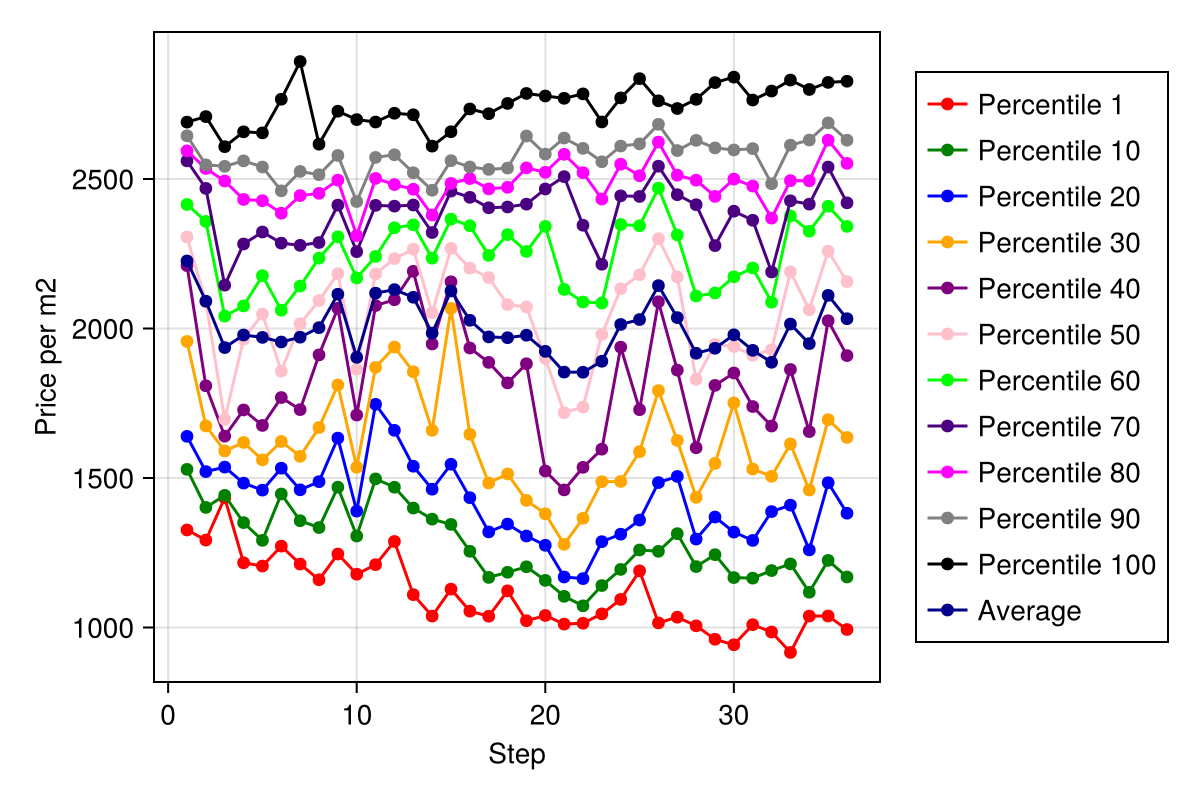 Price per m2
2500
2000
1500
1000
0
10
20
30
Step
Percentile 1
Percentile 10
Percentile 20
Percentile 30
Percentile 40
Percentile 50
Percentile 60
Percentile 70
Percentile 80
Percentile 90
Percentile 100
Average